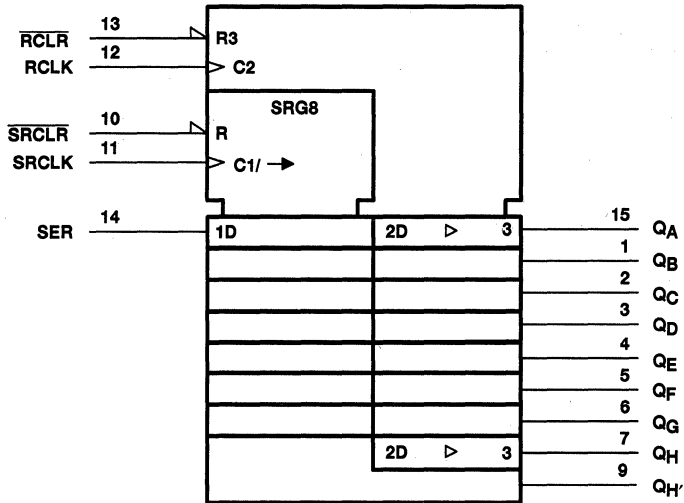 RCLR 13 R3
RCLK 12 C2
SRG8
SRCLR 10 R
SRCLK 11 C1/ →
SER 14 1D 2D ▷ 3 15 QA
1 QB
2 QC
3 QD
4 QE
5 QF
6 QG
2D ▷ 3 7 QH
9 QH'